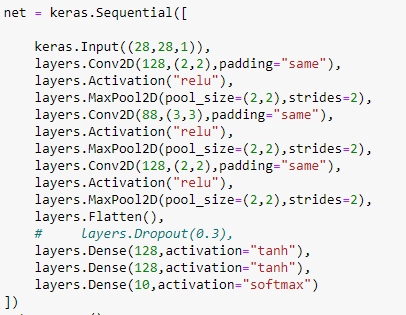 net = keras.Sequential([
keras.Input((28,28,1)),
layers.Conv2D(128,(2,2),padding="same"),
layers.Activation("relu"),
layers.MaxPool2D(pool_size=(2,2),strides=2),
layers.Conv2D(88,(3,3),padding="same"),
layers.Activation("relu"),
layers.MaxPool2D(pool_size=(2,2),strides=2),
layers.Conv2D(128,(2,2),padding="same"),
layers.Activation("relu"),
layers.MaxPool2D(pool_size=(2,2),strides=2),
layers.Flatten(),
#     layers.Dropout(0.3),
layers.Dense(128,activation="tanh"),
layers.Dense(128,activation="tanh"),
layers.Dense(10,activation="softmax")
])